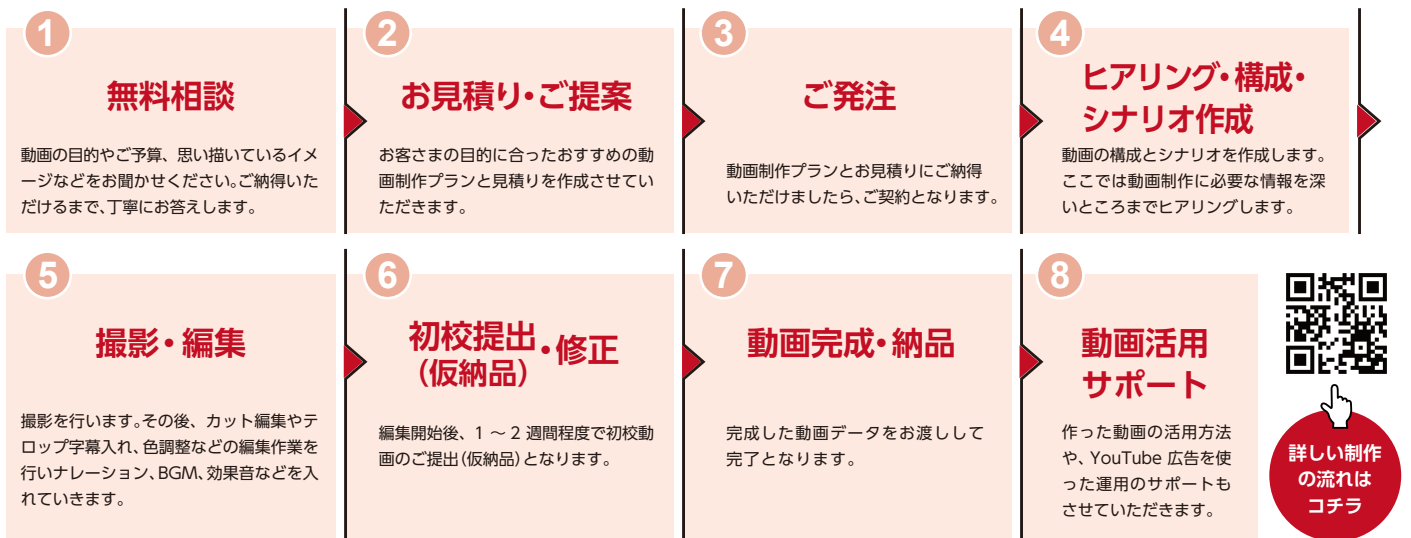 1
無料相談
動画の目的やご予算、思い描いているイメ
ージなどをお聞かせください。ご納得いた
だけるまで、丁寧にお答えします。
2
お見積り・ご提案
お客さまの目的に合ったおすすめの動
画制作プランと見積りを作成させてい
ただきます。
3
ご発注
動画制作プランとお見積りにご納得
いただけましたら、ご契約となります。
4
ヒアリング・構成・
シナリオ作成
動画の構成とシナリオを作成します。
ここでは動画制作に必要な情報を深
いところまでヒアリングします。
5
撮影・編集
撮影を行います。その後、カット編集やテ
ロップ字幕入れ、色調整などの編集作業を
行いナレーション、BGM、効果音などを入
れていきます。
6
初校提出・修正
(仮納品)
編集開始後、1 ～ 2 週間程度で初校動
画のご提出(仮納品)となります。
7
動画完成・納品
完成した動画データをお渡しして
完了となります。
8
動画活用
サポート
作った動画の活用方法
や、YouTube 広告を使
った運用のサポートも
させていただきます。
詳しい制作
の流れは
コチラ